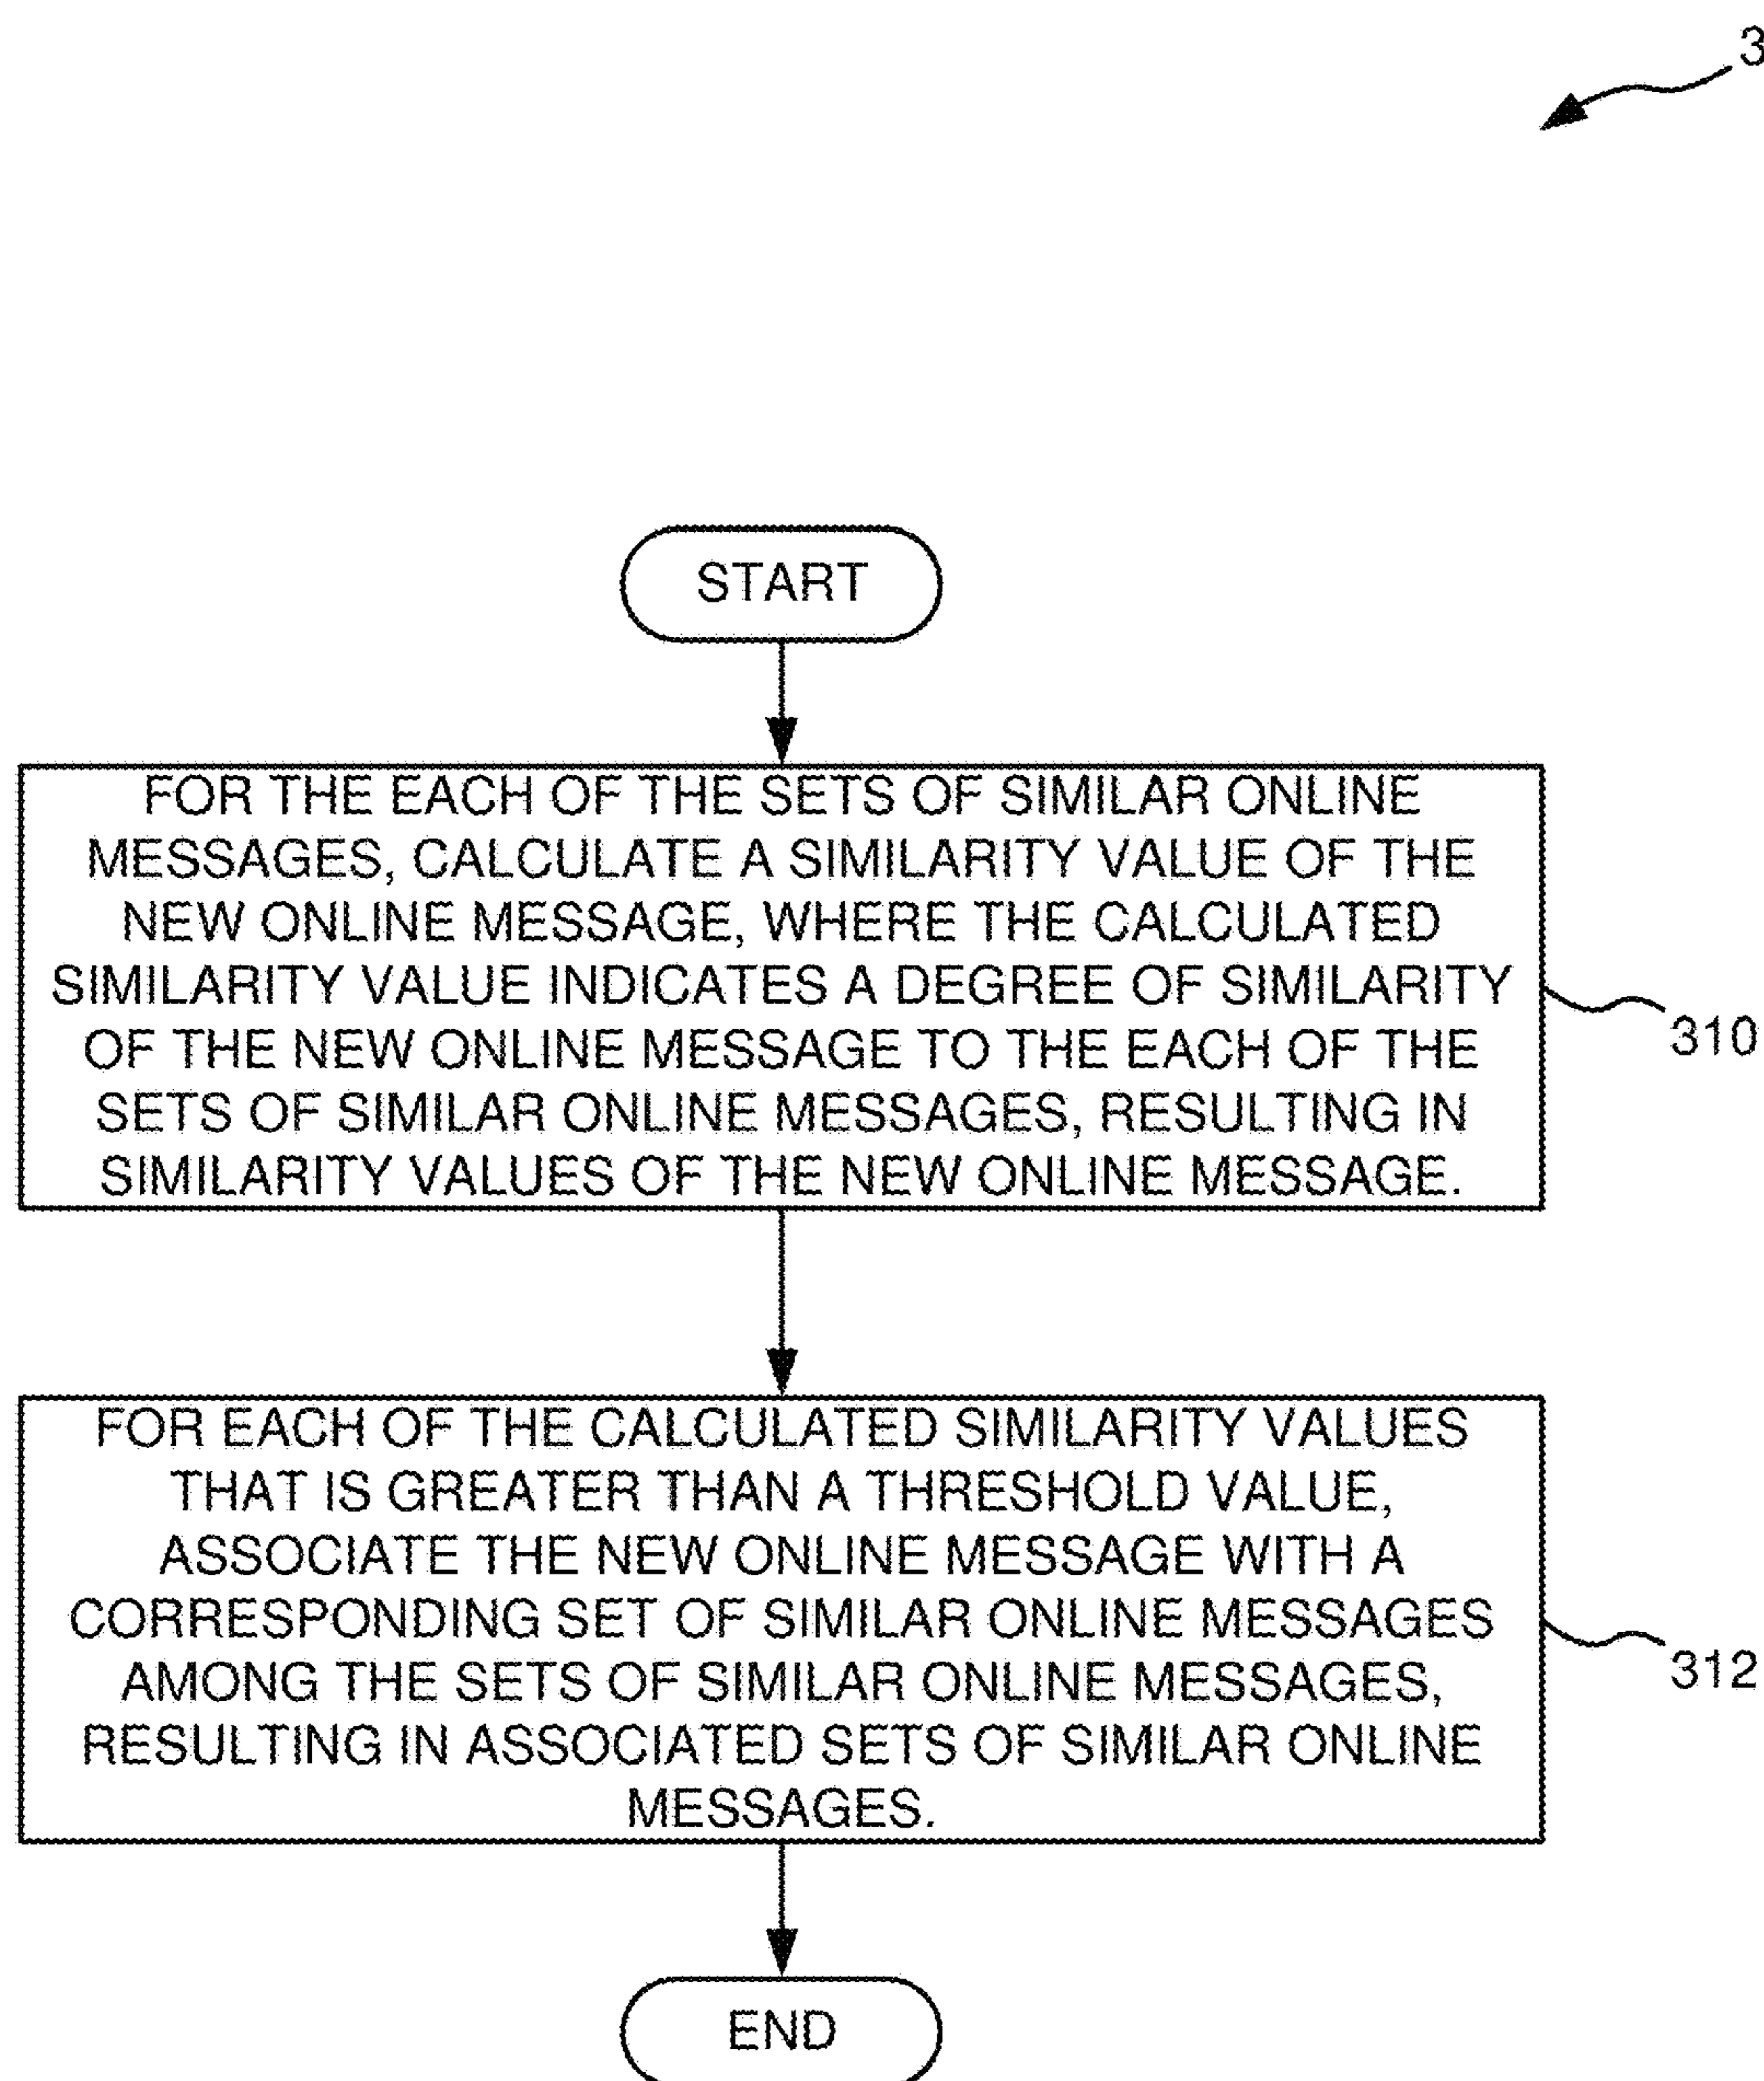 3
START
FOR THE EACH OF THE SETS OF SIMILAR ONLINE
MESSAGES, CALCULATE A SIMILARITY VALUE OF THE
NEW ONLINE MESSAGE, WHERE THE CALCULATED
SIMILARITY VALUE INDICATES A DEGREE OF SIMILARITY
OF THE NEW ONLINE MESSAGE TO THE EACH OF THE
SETS OF SIMILAR ONLINE MESSAGES, RESULTING IN
SIMILARITY VALUES OF THE NEW ONLINE MESSAGE.
310
FOR EACH OF THE CALCULATED SIMILARITY VALUES
THAT IS GREATER THAN A THRESHOLD VALUE,
ASSOCIATE THE NEW ONLINE MESSAGE WITH A
CORRESPONDING SET OF SIMILAR ONLINE MESSAGES
AMONG THE SETS OF SIMILAR ONLINE MESSAGES,
RESULTING IN ASSOCIATED SETS OF SIMILAR ONLINE
MESSAGES.
312
END